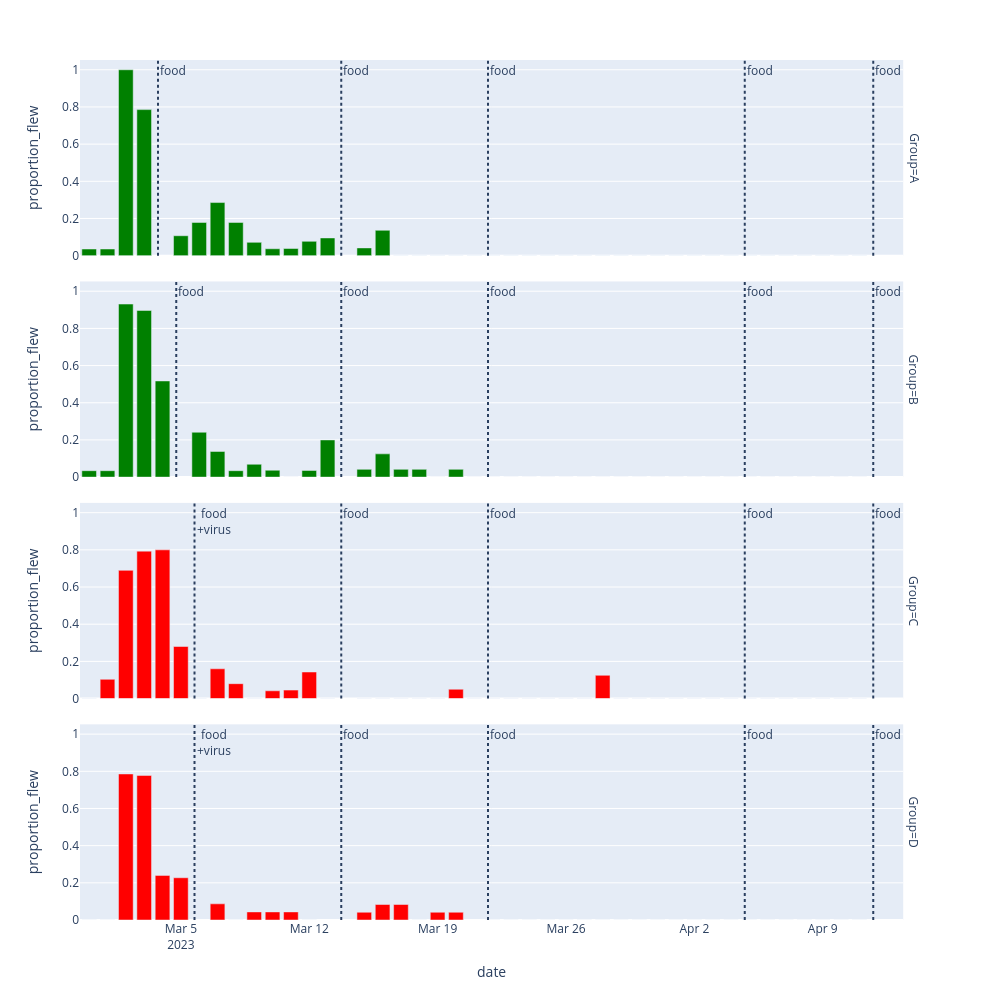 1
0.8
0.6
0.4
0.2
0
proportion_flew
food
food
food
food
food
Group=A
1
0.8
0.6
0.4
0.2
0
proportion_flew
food
food
food
food
food
Group=B
1
0.8
0.6
0.4
0.2
0
proportion_flew
food
+virus
food
food
food
food
Group=C
1
0.8
0.6
0.4
0.2
0
proportion_flew
food
+virus
food
food
food
food
Group=D
Mar 5
2023
Mar 12
Mar 19
Mar 26
Apr 2
Apr 9
date